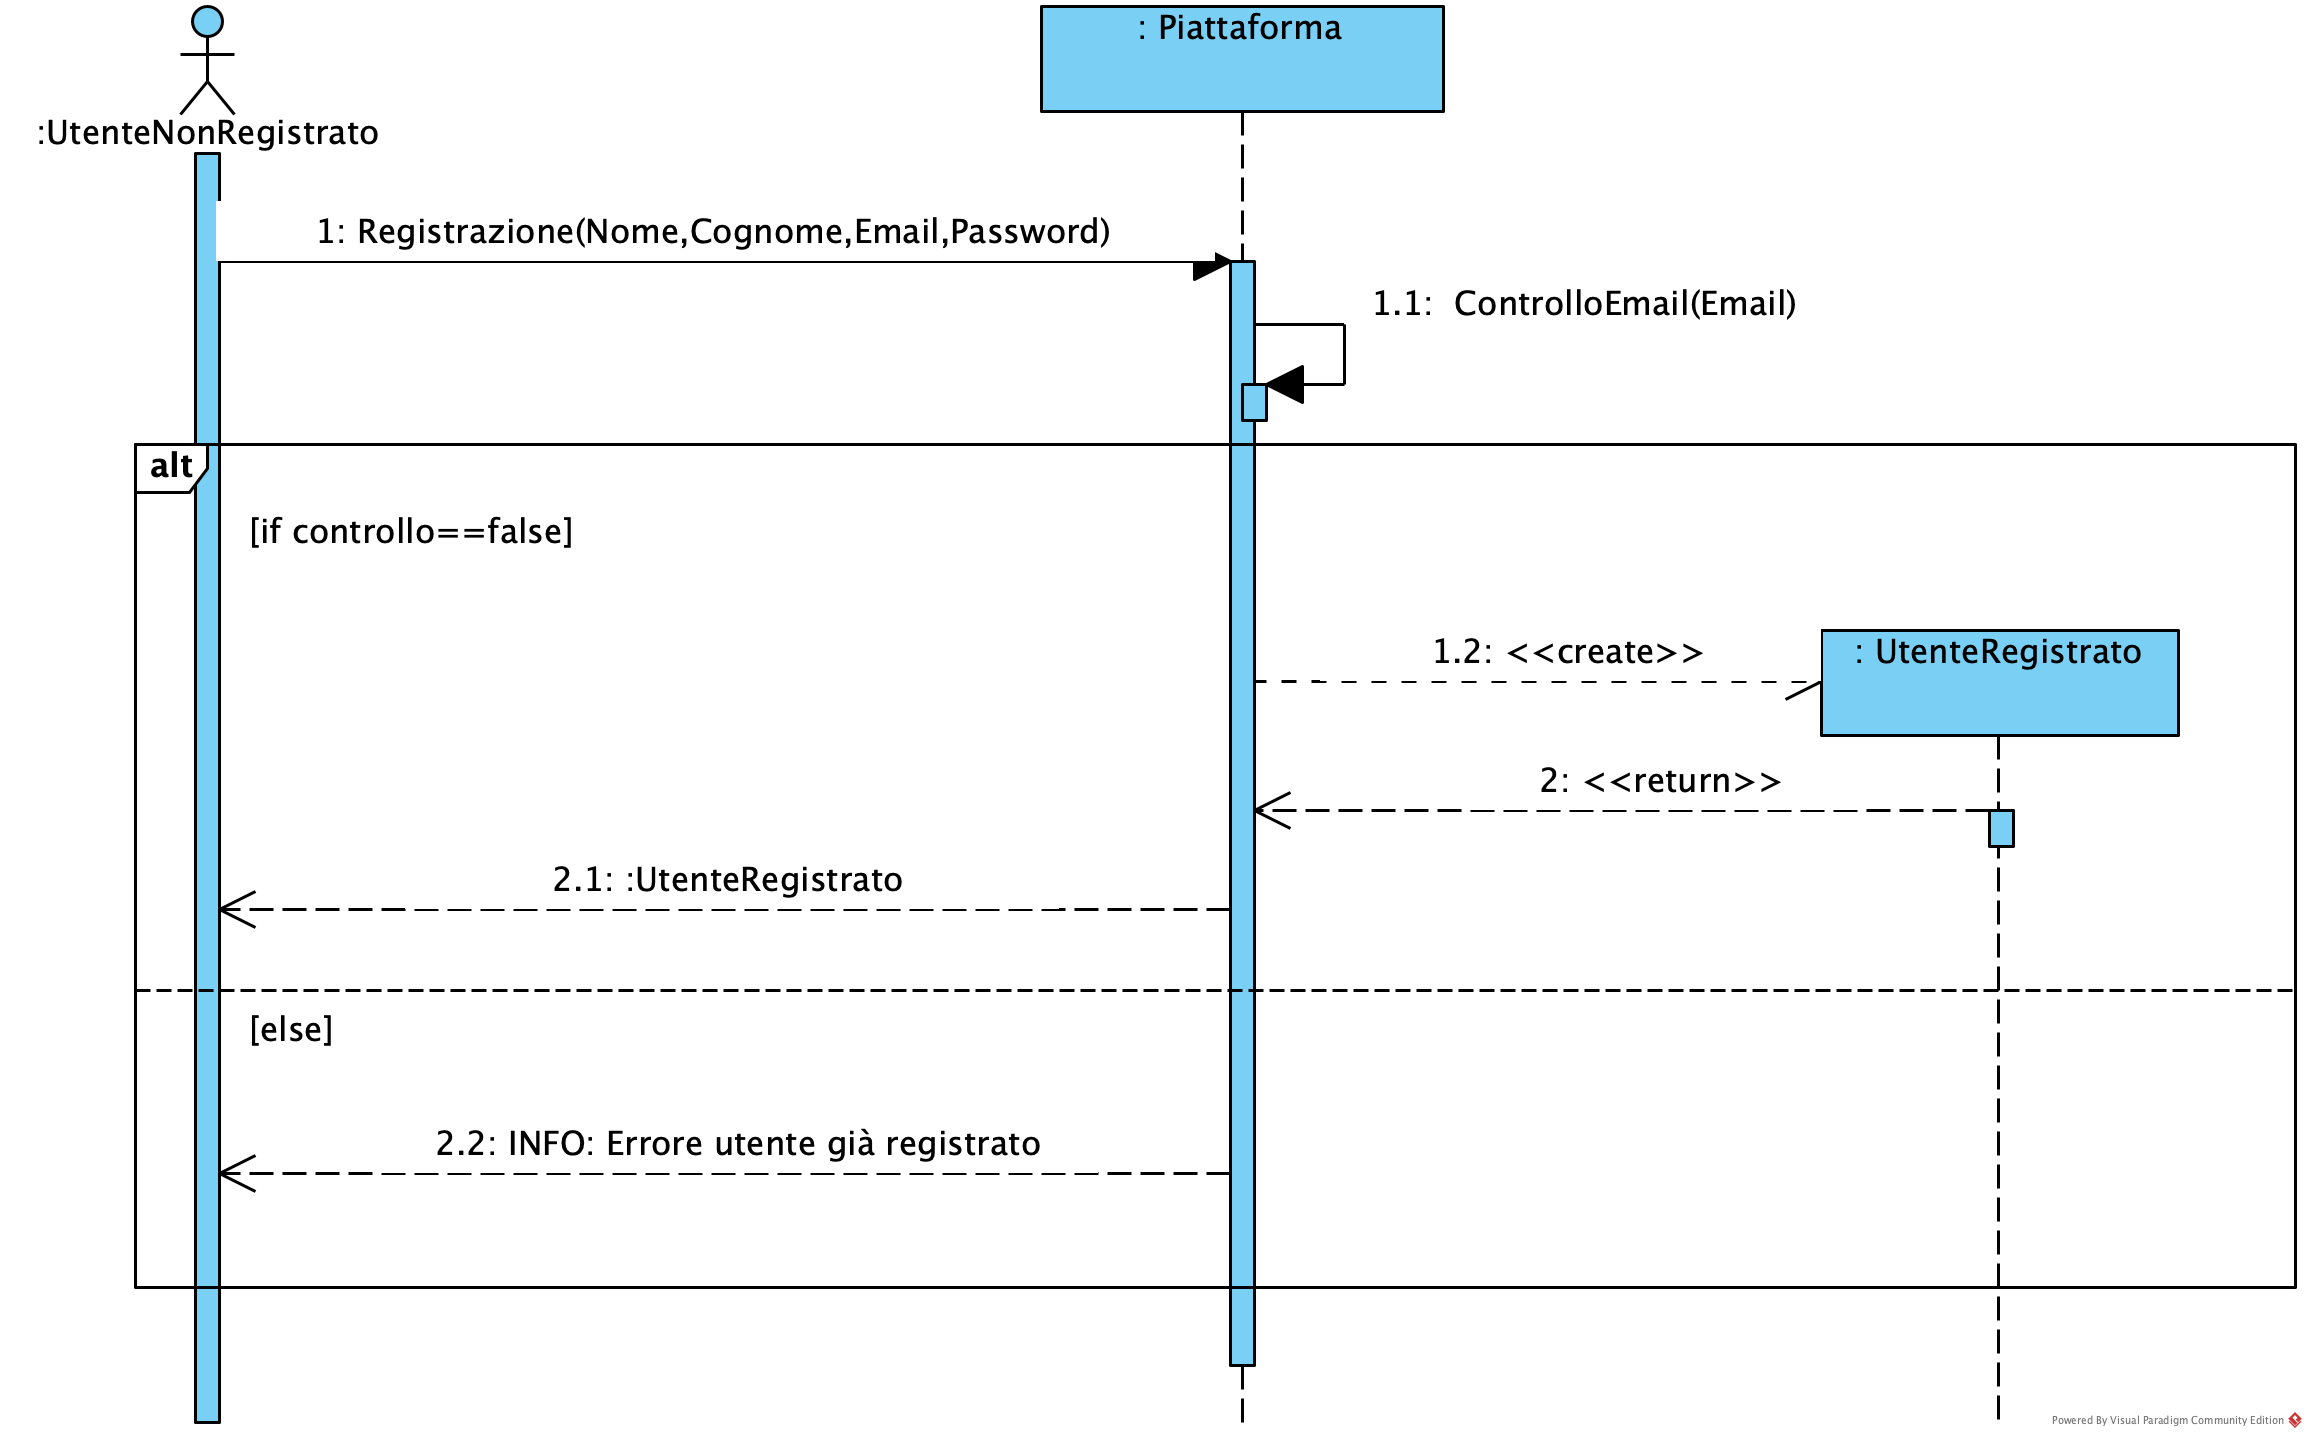 : Piattaforma
:UtenteNonRegistrato
1: Registrazione(Nome,Cognome,Email,Password)
1.1:  ControlloEmail(Email)
alt
[if controllo==false]
1.2: <<create>>
: UtenteRegistrato
2: <<return>>
2.1: :UtenteRegistrato
[else]
2.2: INFO: Errore utente già registrato
Powered By Visual Paradigm Community Edition